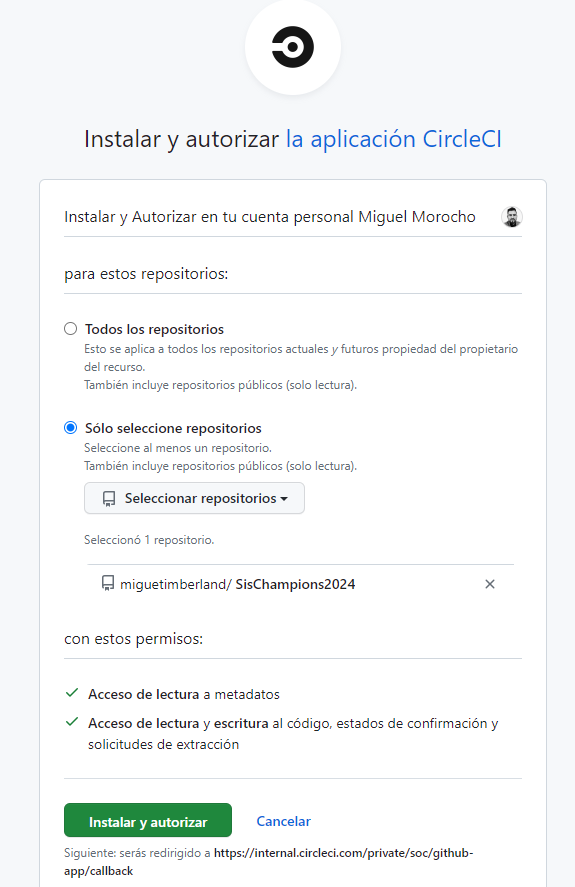 Instalar y autorizar la aplicación CircleCI
Instalar y Autorizar en tu cuenta personal Miguel Morocho
para estos repositorios:
Todos los repositorios
Esto se aplica a todos los repositorios actuales y futuros propiedad del propietario
del recurso.
También incluye repositorios públicos (solo lectura).
Sólo seleccione repositorios
Seleccione al menos un repositorio.
También incluye repositorios públicos (solo lectura).
Seleccionar repositorios
Seleccionó 1 repositorio.
miguetimberland/ SisChampions2024
con estos permisos:
Acceso de lectura a metadatos
Acceso de lectura y escritura al código, estados de confirmación y
solicitudes de extracción
Instalar y autorizar Cancelar
Siguiente: serás redirigido a https://internal.circleci.com/private/soc/github-
app/callback